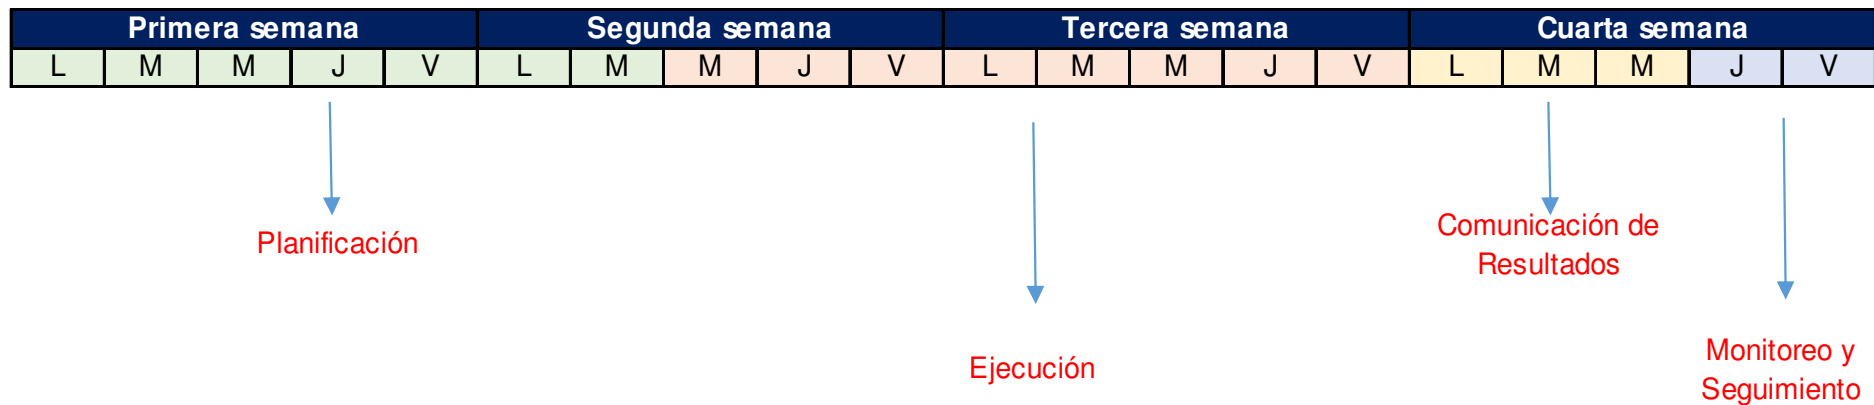 Primera semana Segunda semana Tercera semana Cuarta semana
L M M J V L M M J V L M M J V L M M J V
Planificación
Comunicación de
Resultados
Ejecución
Monitoreo y
Seguimiento